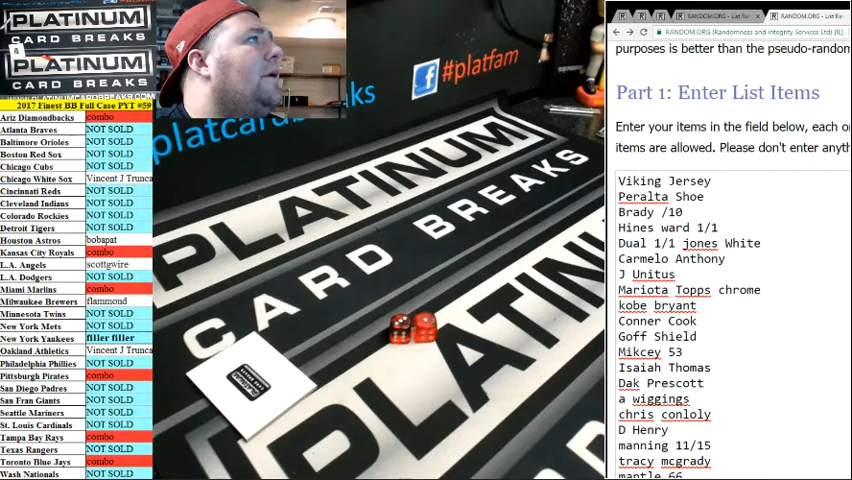 PLATINUM
CARD BREAKS
PLATINUM
CARD BREAKS
WWW.PLATINUMCARDBREAKS.COM
2017 Finest BB Full Case PYT #59
Ariz Diamondbacks combo
Atlanta Braves NOT SOLD
Baltimore Orioles NOT SOLD
Boston Red Sox NOT SOLD
Chicago Cubs NOT SOLD
Chicago White Sox Vincent J Trunca
Cincinnati Reds NOT SOLD
Cleveland Indians NOT SOLD
Colorado Rockies NOT SOLD
Detroit Tigers NOT SOLD
Houston Astros bobapat
Kansas City Royals combo
L.A. Angels scottgwire
L.A. Dodgers NOT SOLD
Miami Marlins combo
Milwaukee Brewers flammond
New York Mets NOT SOLD
New York Yankees filler filler
Oakland Athletics Vincent J Trunca
Philadelphia Phillies NOT SOLD
Pittsburgh Pirates combo
San Diego Padres NOT SOLD
San Fran Giants NOT SOLD
Seattle Mariners NOT SOLD
St. Louis Cardinals NOT SOLD
Tampa Bay Rays combo
Texas Rangers NOT SOLD
Toronto Blue Jays combo
Wash Nationals NOT SOLD
f #platfam
platcardbreaks
PLATINUM
CARD BREAKS
PLATINUM
RANDOM.ORG - List Ra
RANDOM.ORG - List Ran
RANDOM.ORG (Randomness and Integrity Services Ltd) [IE]
purposes is better than the pseudo-random
Part 1: Enter List Items
Enter your items in the field below, each o
items are allowed. Please don't enter anyth
Viking Jersey
Peralta Shoe
Brady /10
Hines ward 1/1
Dual 1/1 jones White
Carmelo Anthony
J Unitus
Mariota Topps chrome
kobe bryant
Conner Cook
Goff Shield
Mikcey 53
Isaiah Thomas
Dak Prescott
a wiggings
chris conloly
D Henry
manning 11/15
tracy mcgrady
mantle 66